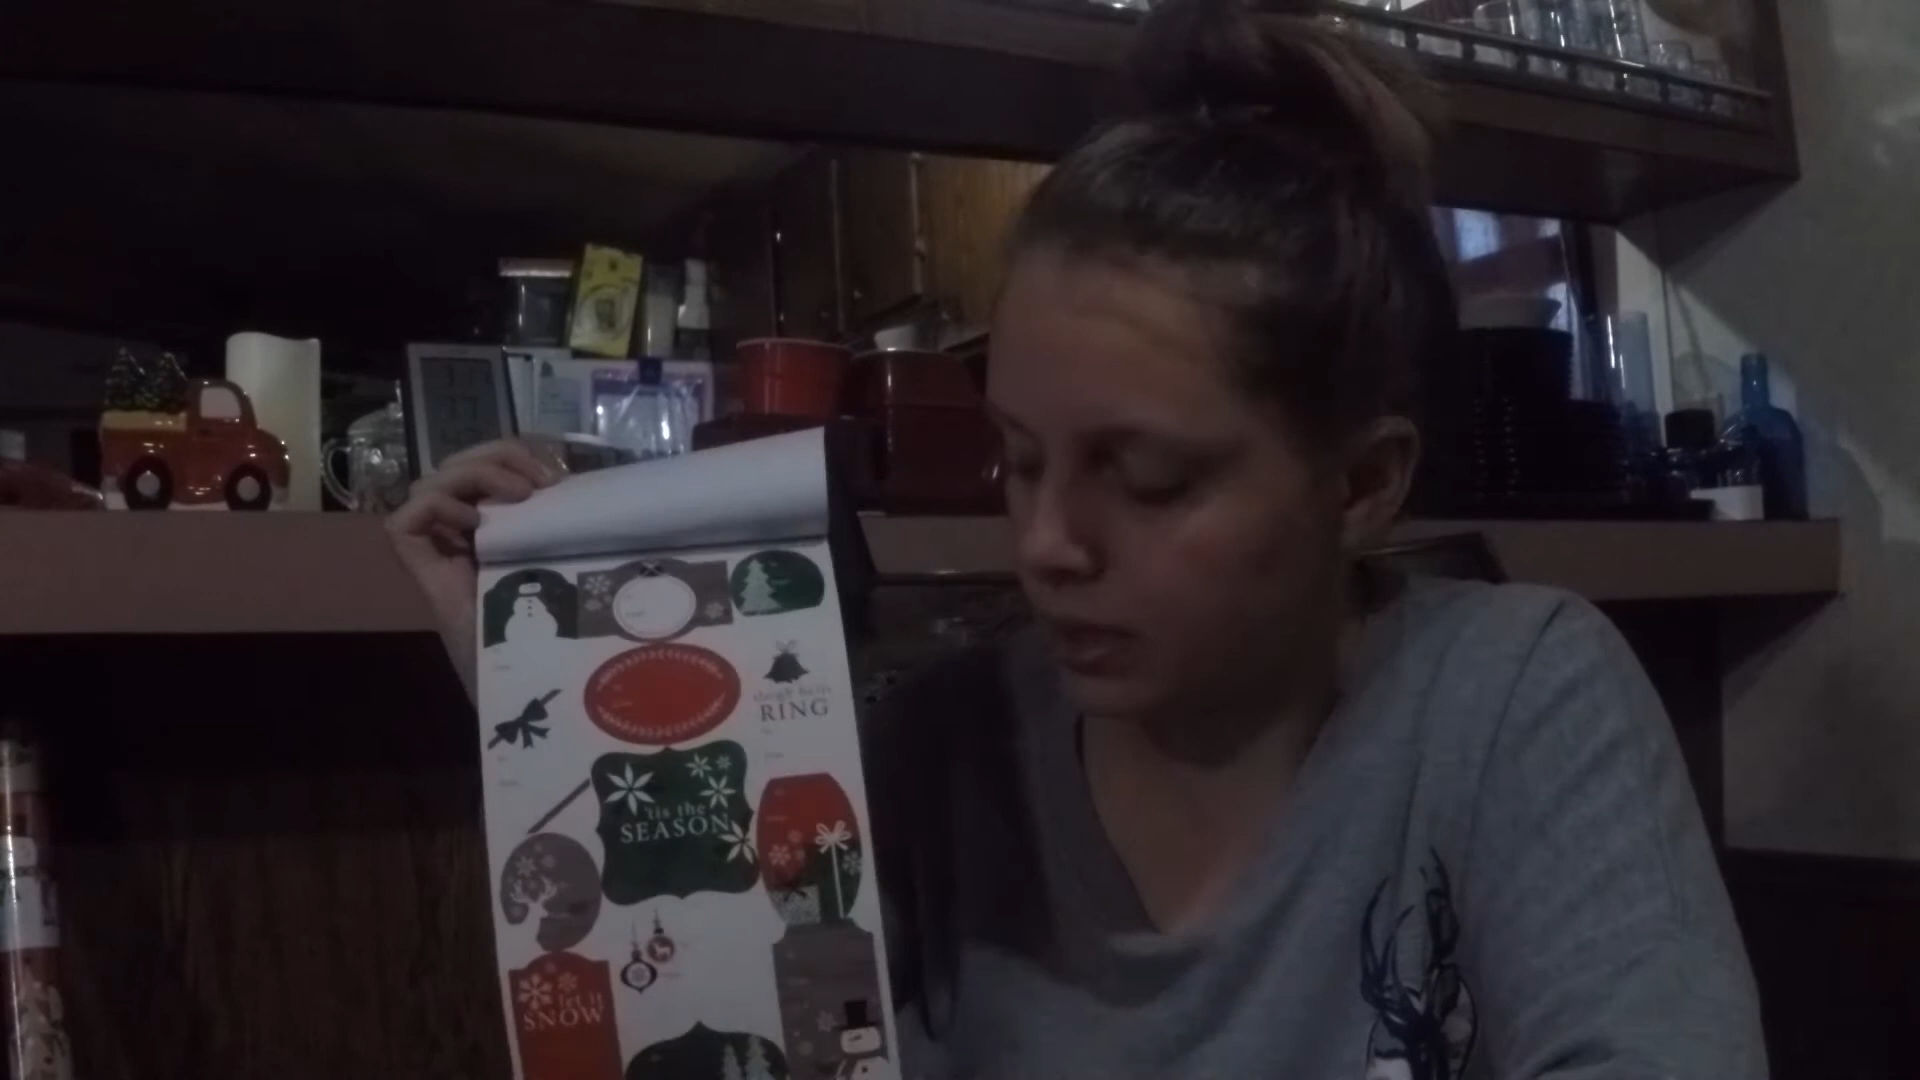 sleigh bells
RING
'tis the
SEASON
let it
SNOW